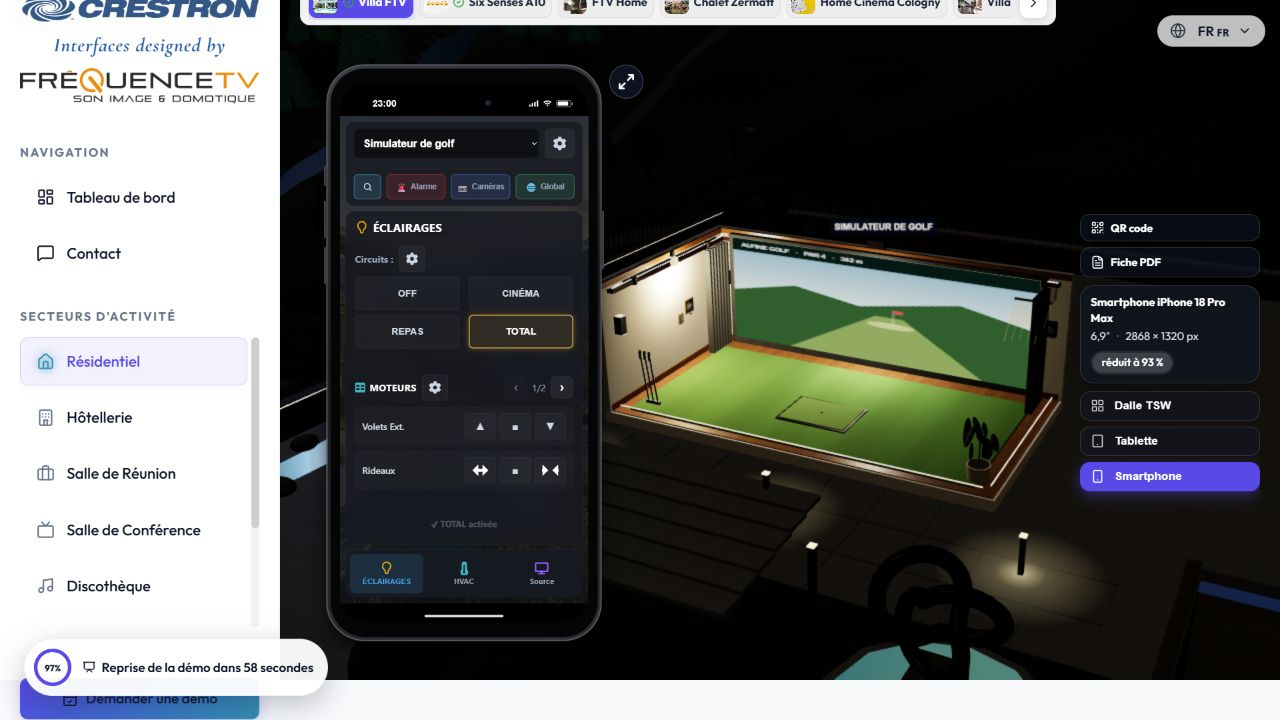 CRESTRON
Interfaces designed by
FRÉQUENCETV
SON IMAGE & DOMOTIQUE
NAVIGATION
Tableau de bord
Contact
SECTEURS D'ACTIVITÉ
Résidentiel
Hôtellerie
Salle de Réunion
Salle de Conférence
Discothèque
97%
Reprise de la démo dans 58 secondes
Demander une démo
Villa FTV
Six Senses A10
FTV Home
Chalet Zermatt
Home Cinema Cologny
Villa
FR FR
23:00
Simulateur de golf
Alarme
Caméras
Global
ÉCLAIRAGES
Circuits :
OFF
CINÉMA
REPAS
TOTAL
MOTEURS
1/2
Volets Ext.
Rideaux
✓ TOTAL activée
ÉCLAIRAGES
HVAC
Source
SIMULATEUR DE GOLF
ALPINE GOLF · PAR 4 · 342 m
QR code
Fiche PDF
Smartphone iPhone 18 Pro
Max
6,9" · 2868 × 1320 px
réduit à 93 %
Dalle TSW
Tablette
Smartphone